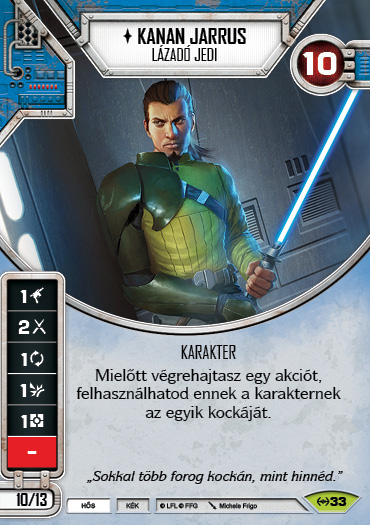 KANAN JARRUS
LÁZADÓ JEDI
10
1
2
1
1
1
-
KARAKTER
Mielőtt végrehajtasz egy akciót,
felhasználhatod ennek a karakternek
az egyik kockáját.
„Sokkal több forog kockán, mint hinnéd.”
10/13
HŐS
KÉK
© LFL © FFG
Michele Frigo
33